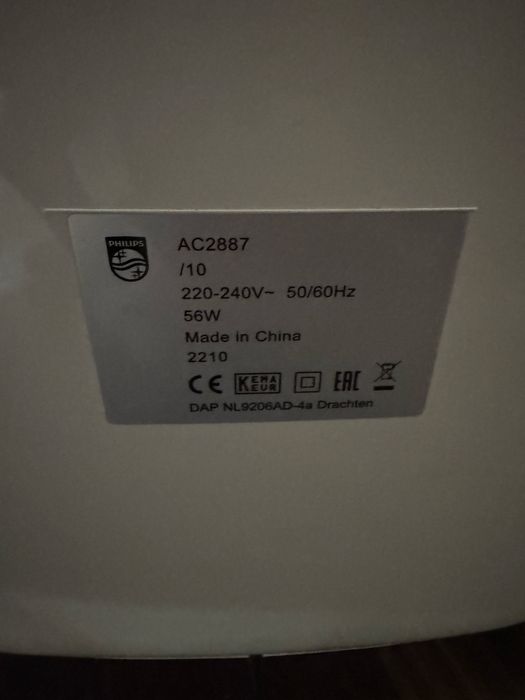 PHILIPS
AC2887
/10
220-240V~ 50/60Hz
56W
Made in China
2210
CE KEMA KEUR EAC
DAP NL9206AD-4a Drachten